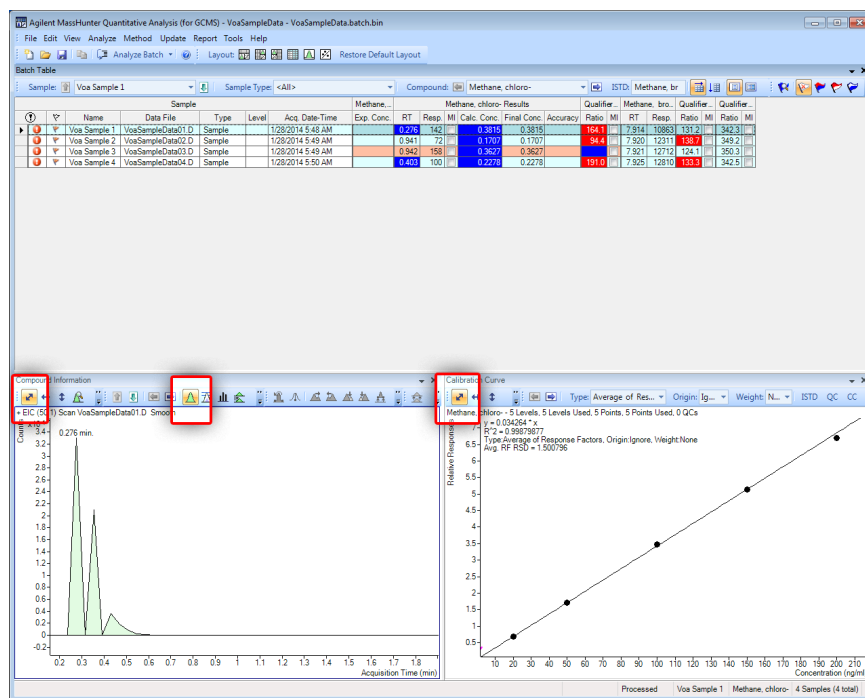 Agilent MassHunter Quantitative Analysis (for GCMS) - VoaSampleData - VoaSampleData.batch.bin
File Edit View Analyze Method Update Report Tools Help
Analyze Batch Layout: Restore Default Layout
Batch Table
Sample: Voa Sample 1 Sample Type: <All> Compound: Methane, chloro- ISTD: Methane, br
Sample Methane,... Methane, chloro- Results Qualifier... Methane, bro... Qualifier... Qualifier...
Name Data File Type Level Acq. Date-Time Exp. Conc. RT Resp. MI Calc. Conc. Final Conc. Accuracy Ratio MI RT Resp. Ratio MI Ratio MI
Voa Sample 1 VoaSampleData01.D Sample 1/28/2014 5:48 AM 0.276 142 0.3815 0.3815 164.1 7.914 10863 131.2 342.3
Voa Sample 2 VoaSampleData02.D Sample 1/28/2014 5:49 AM 0.941 72 0.1707 0.1707 94.4 7.920 12311 138.7 349.2
Voa Sample 3 VoaSampleData03.D Sample 1/28/2014 5:49 AM 0.942 158 0.3627 0.3627 7.921 12712 124.1 350.3
Voa Sample 4 VoaSampleData04.D Sample 1/28/2014 5:50 AM 0.403 100 0.2278 0.2278 191.0 7.925 12810 133.3 342.5
Compound Information
+ EIC (50.1) Scan VoaSampleData01.D Smooth
Counts
0.276 min.
3.4
3.2
3
2.8
2.6
2.4
2.2
2
1.8
1.6
1.4
1.2
1
0.8
0.6
0.4
0.2
0
-0.2
0.2 0.3 0.4 0.5 0.6 0.7 0.8 0.9 1 1.1 1.2 1.3 1.4 1.5 1.6 1.7 1.8
Acquisition Time (min)
Calibration Curve
Type: Average of Res... Origin: Ig... Weight: N... ISTD QC CC
Methane, chloro- - 5 Levels, 5 Levels Used, 5 Points, 5 Points Used, 0 QCs
Relative Responses
y = 0.034264 * x
R^2 = 0.99879877
Type:Average of Response Factors, Origin:Ignore, Weight:None
Avg. RF RSD = 1.500796
7
6.5
6
5.5
5
4.5
4
3.5
3
2.5
2
1.5
1
0.5
10 20 30 40 50 60 70 80 90 100 110 120 130 140 150 160 170 180 190 200 210
Concentration (ng/ml)
Processed Voa Sample 1 Methane, chloro- 4 Samples (4 total)